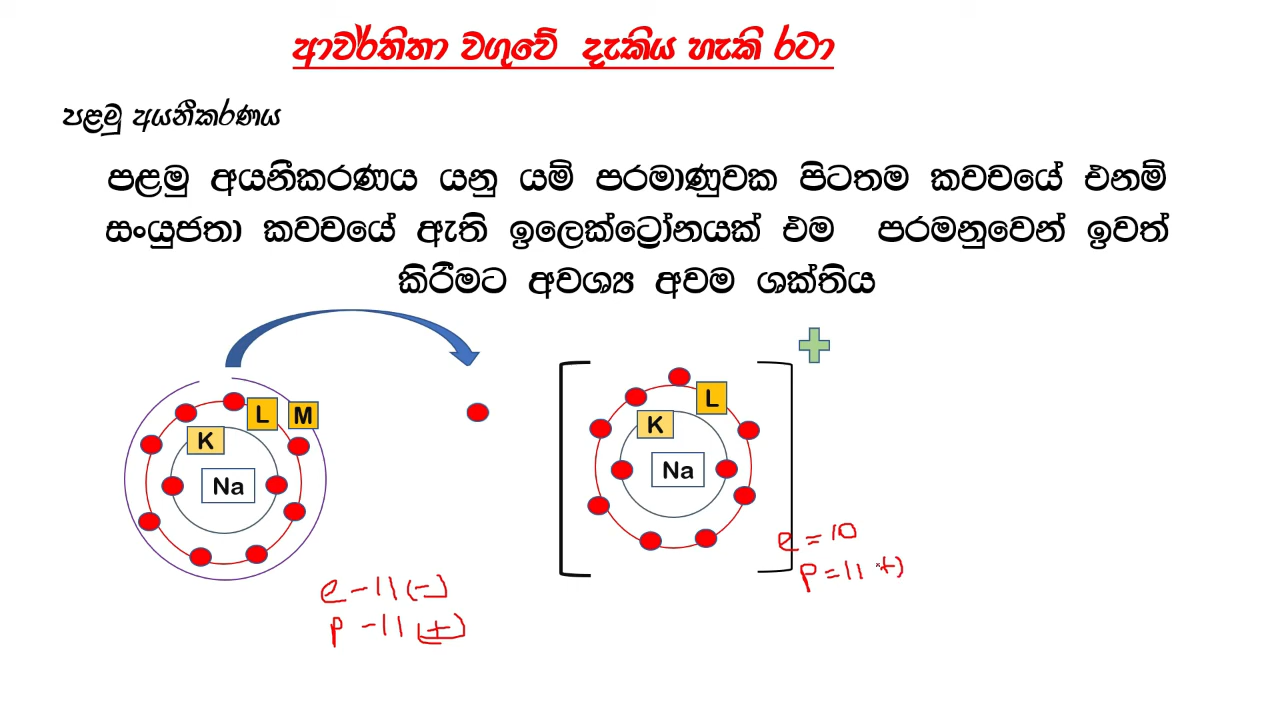 ආවර්තිතා වගුවේ දැකිය හැකි රටා
පළමු අයනීකරණය
පළමු අයනීකරණය යනු යම් පරමාණුවක පිටතම කවචයේ එනම්
සංයුජතා කවචයේ ඇති ඉලෙක්ට්‍රෝනයක් එම පරමනුවෙන් ඉවත්
කිරීමට අවශ්‍ය අවම ශක්තිය
K L M
Na
K L
Na
e - 11 (-)
p - 11 (+)
e = 10
p = 11 +)